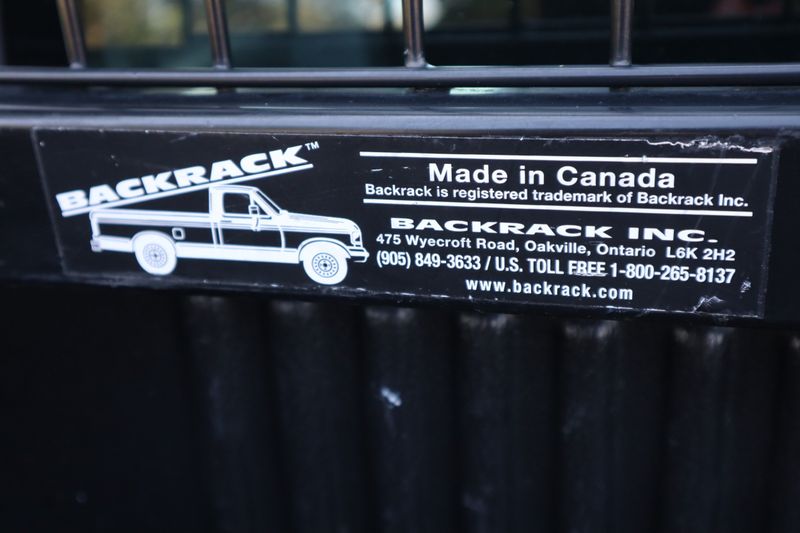 BACKRACK™
Made in Canada
Backrack is registered trademark of Backrack Inc.
BACKRACK INC.
475 Wyecroft Road, Oakville, Ontario L6K 2H2
(905) 849-3633 / U.S. TOLL FREE 1-800-265-8137
www.backrack.com